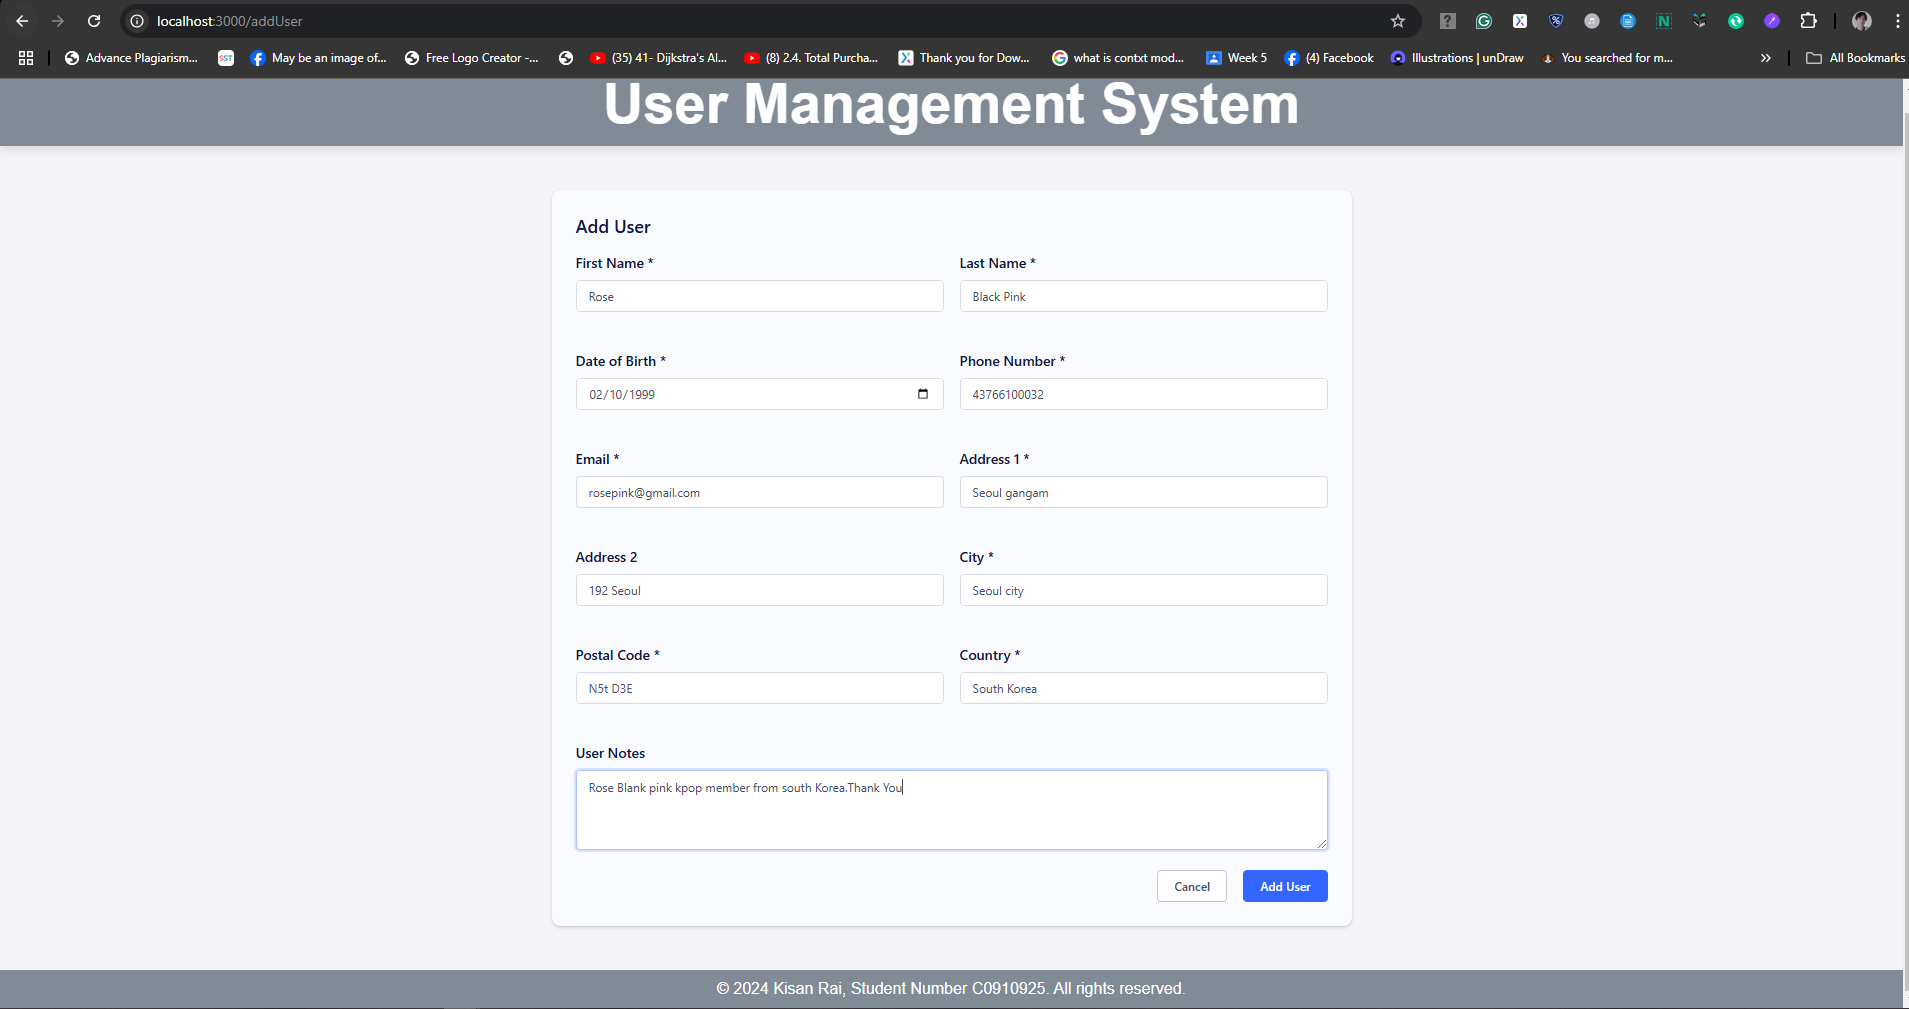 localhost:3000/addUser
Advance Plagiarism... SST May be an image of... Free Logo Creator -... (35) 41- Dijkstra's Al... (8) 2.4. Total Purcha... Thank you for Dow... what is contxt mod... Week 5 (4) Facebook Illustrations | unDraw You searched for m... » All Bookmarks
User Management System
Add User
First Name * Last Name *
Rose Black Pink
Date of Birth * Phone Number *
02/10/1999 43766100032
Email * Address 1 *
rosepink@gmail.com Seoul gangam
Address 2 City *
192 Seoul Seoul city
Postal Code * Country *
N5t D3E South Korea
User Notes
Rose Blank pink kpop member from south Korea.Thank You
Cancel Add User
© 2024 Kisan Rai, Student Number C0910925. All rights reserved.